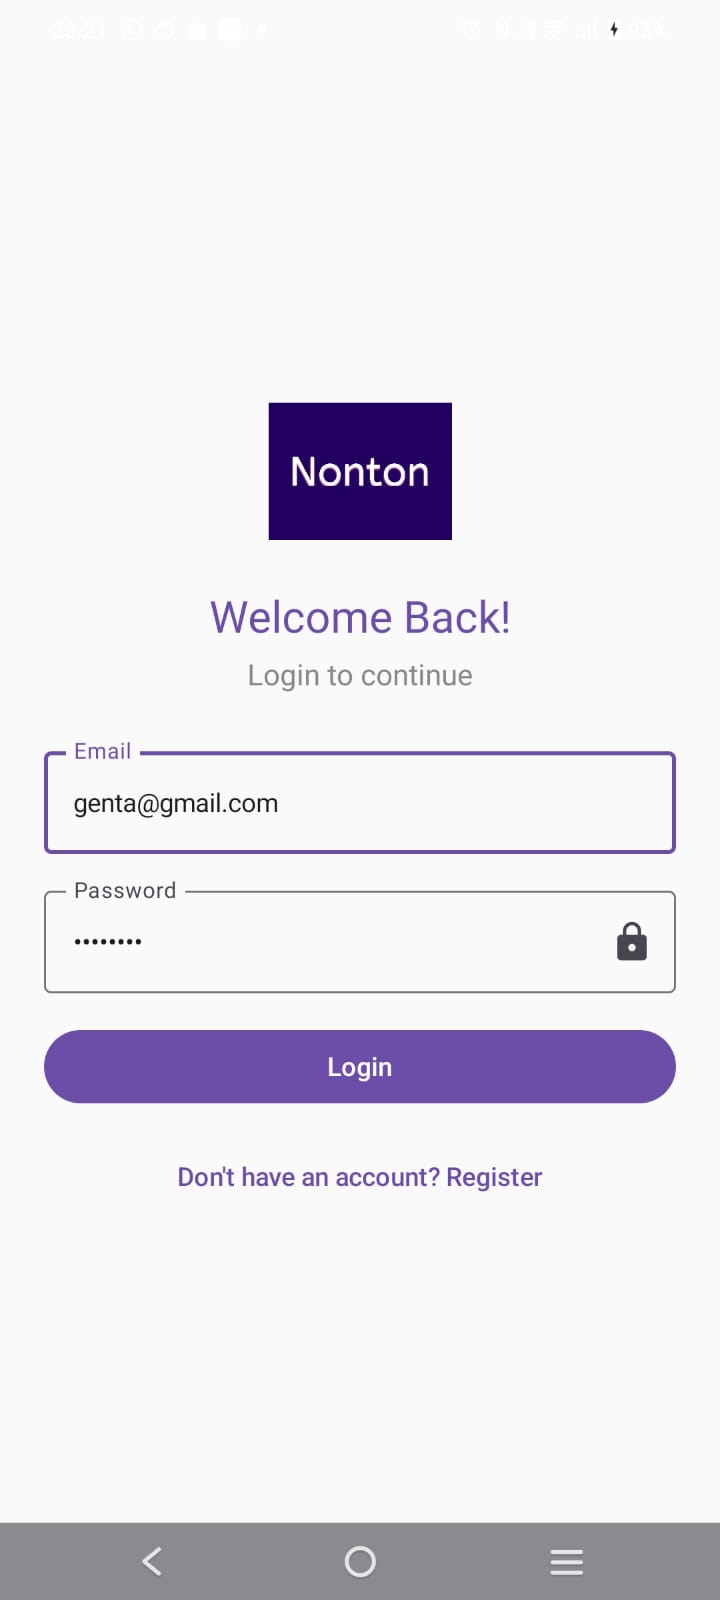 22.21 93%
Nonton
Welcome Back!
Login to continue
Email
genta@gmail.com
Password
••••••••
Login
Don't have an account? Register